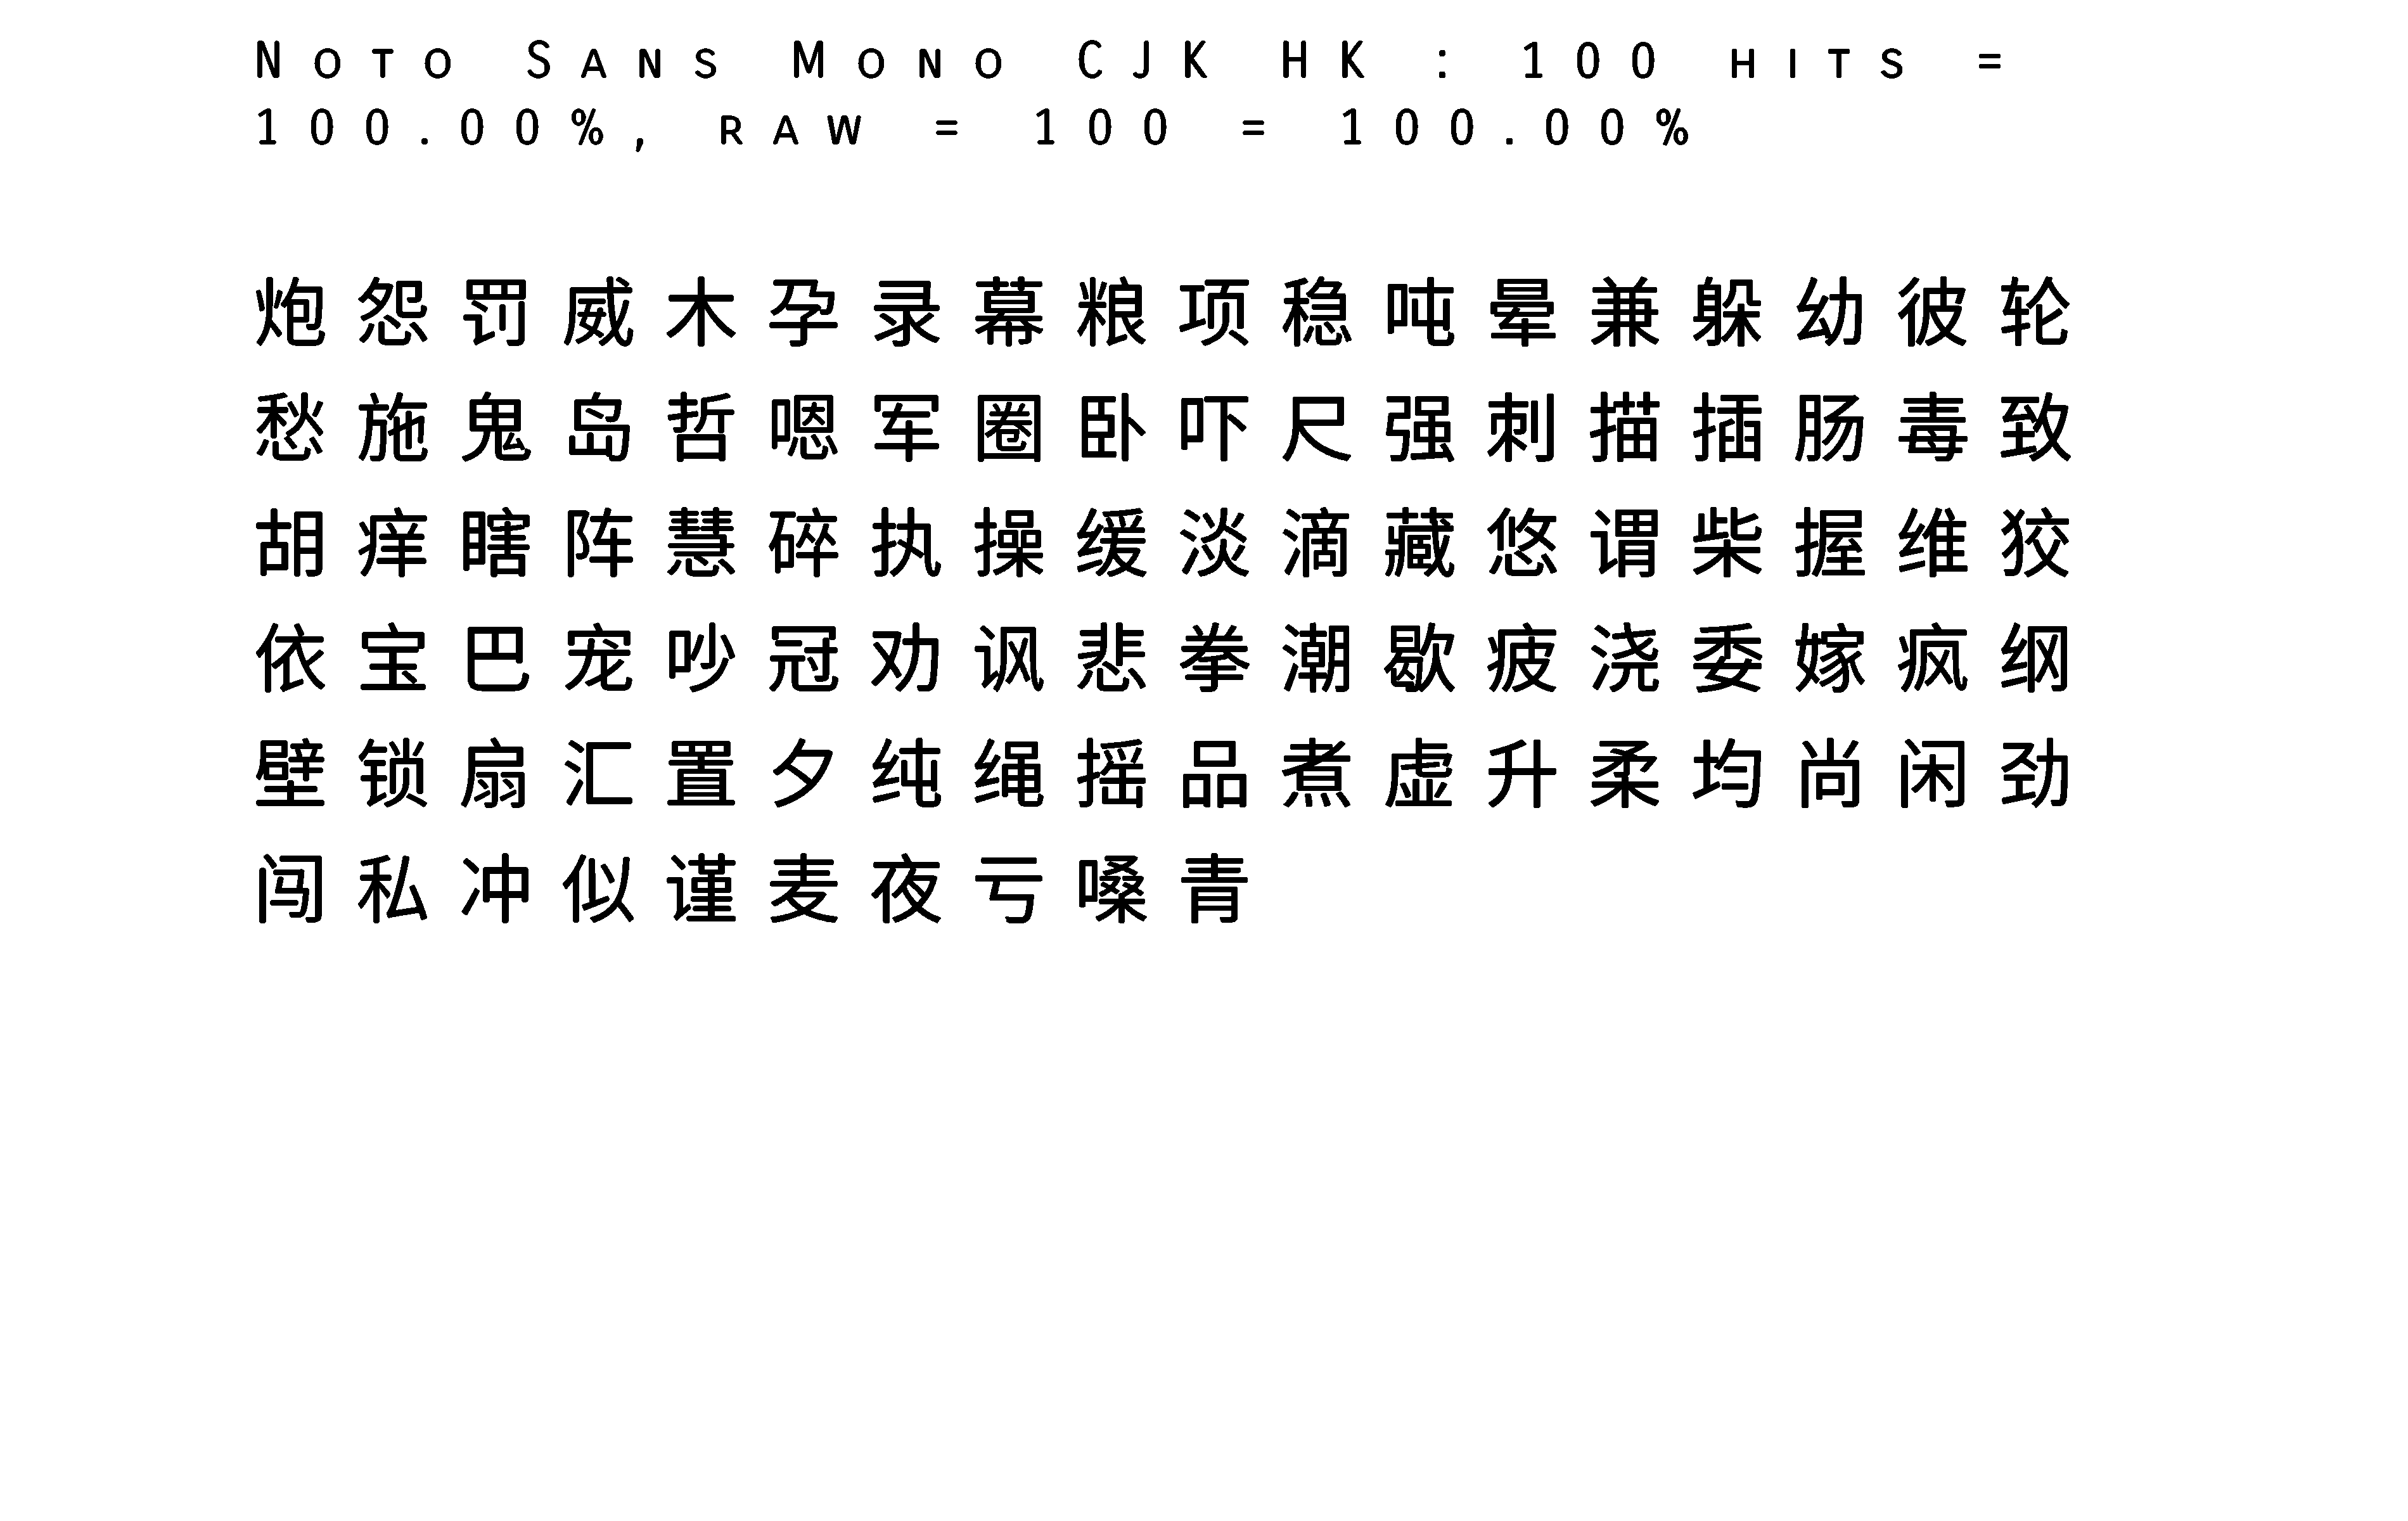 Noto Sans Mono CJK HK : 100 hits =
100.00%, raw = 100 = 100.00%
炮怨罚威木孕录幕粮项稳吨晕兼躲幼彼轮
愁施鬼岛哲嗯军圈卧吓尺强刺描插肠毒致
胡痒瞎阵慧碎执操缓淡滴藏悠谓柴握维狡
依宝巴宠吵冠劝讽悲拳潮歇疲浇委嫁疯纲
壁锁扇汇置夕纯绳摇品煮虚升柔均尚闲劲
闯私冲似谨麦夜亏嗓青